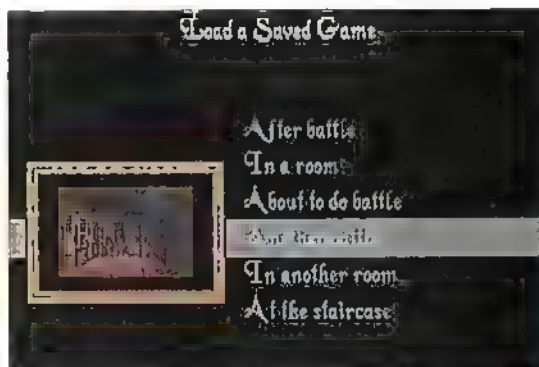 Load a Saved Game
After battle
In a room
About to do battle
In another room
At the staircase